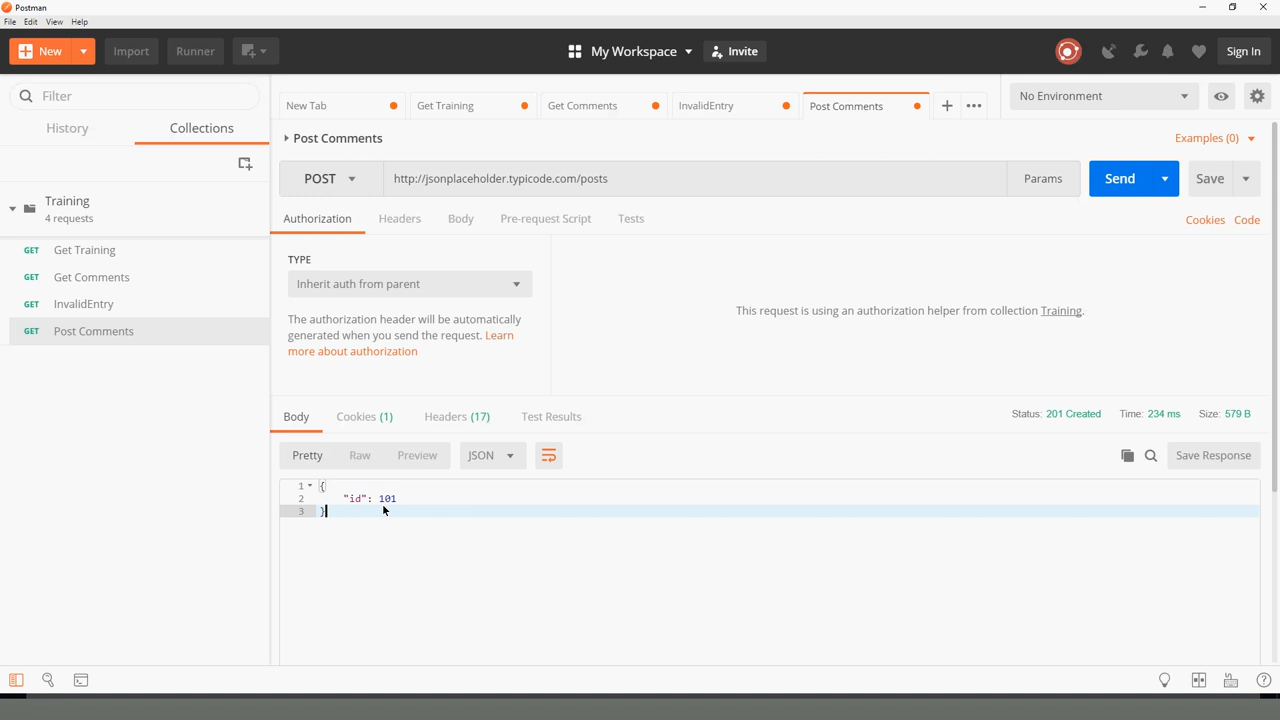 Postman
File Edit View Help
New Import Runner My Workspace Invite Sign In
Filter
History Collections
Training
4 requests
GET Get Training
GET Get Comments
GET InvalidEntry
GET Post Comments
New Tab Get Training Get Comments InvalidEntry Post Comments No Environment
Post Comments Examples (0)
POST http://jsonplaceholder.typicode.com/posts Params Send Save
Authorization Headers Body Pre-request Script Tests Cookies Code
TYPE
Inherit auth from parent
The authorization header will be automatically
generated when you send the request. Learn
more about authorization
This request is using an authorization helper from collection Training.
Body Cookies (1) Headers (17) Test Results Status: 201 Created Time: 234 ms Size: 579 B
Pretty Raw Preview JSON Save Response
1 {
2 "id": 101
3 }